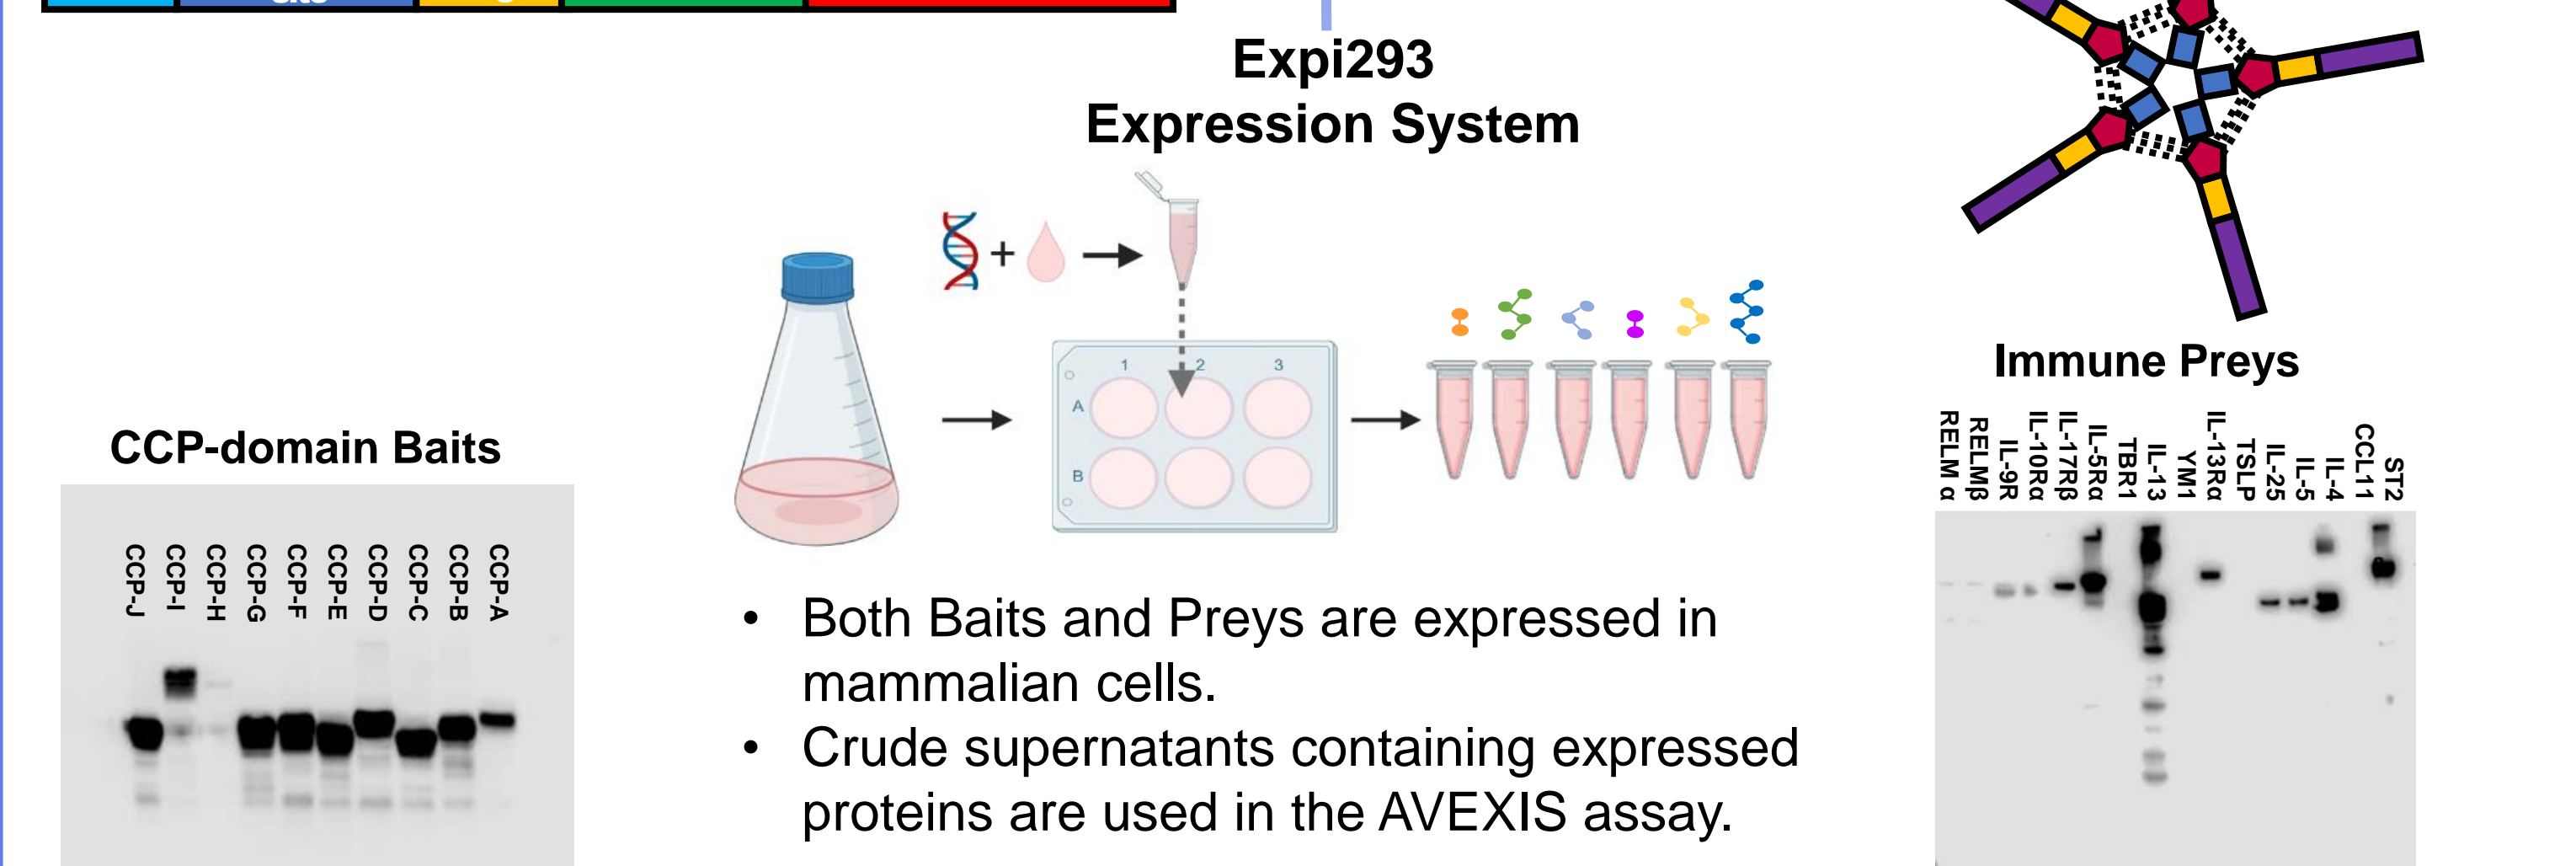 Expi293
Expression System
+
1 2 3
A
B
CCP-domain Baits
CCP-J
CCP-I
CCP-H
CCP-G
CCP-F
CCP-E
CCP-D
CCP-C
CCP-B
CCP-A
• Both Baits and Preys are expressed in
mammalian cells.
• Crude supernatants containing expressed
proteins are used in the AVEXIS assay.
Immune Preys
RELM α
RELMβ
IL-9R
IL-10Rα
IL-17Rβ
IL-5Rα
TBR1
IL-13
YM1
IL-13Rα
TSLP
IL-25
IL-5
IL-4
CCL11
ST2